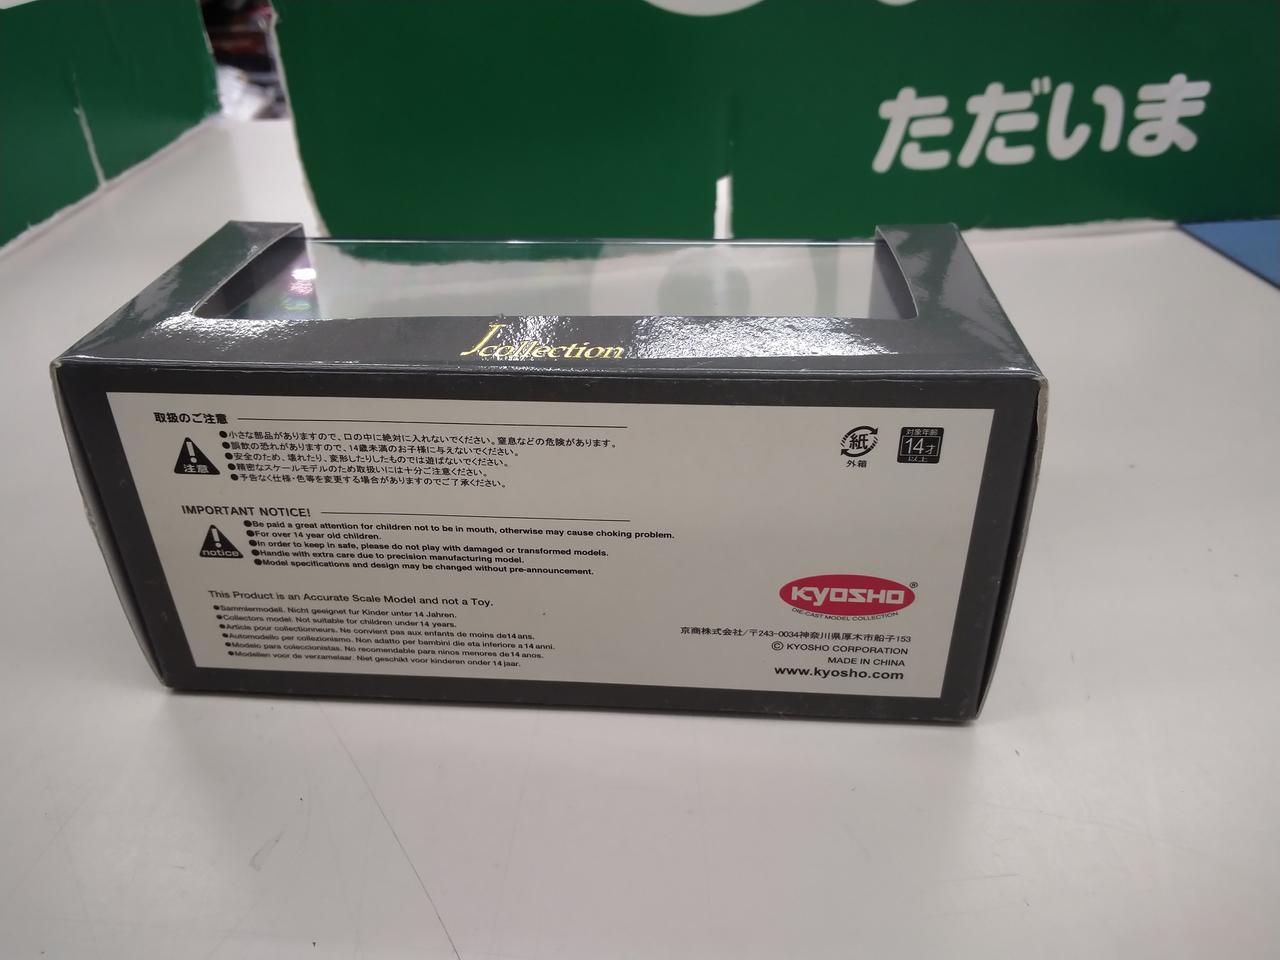 ただいま
Jcollection
取扱のご注意
注意
●小さな部品がありますので、口の中に絶対に入れないでください。窒息などの危険があります。
●誤飲の恐れがありますので、14歳未満のお子様に与えないでください。
●安全のため、壊れたり、変形したりしたものでは遊ばないでください。
●精密なスケールモデルのため取扱いには十分ご注意ください。
●予告なく仕様・色等を変更する場合がありますのでご了承ください。
紙
外箱
対象年齢
14才
以上
IMPORTANT NOTICE!
notice
●Be paid a great attention for children not to be in mouth, otherwise may cause choking problem.
●For over 14 year old children.
●In order to keep in safe, please do not play with damaged or transformed models.
●Handle with extra care due to precision manufacturing model.
●Model specifications and design may be changed without pre-announcement.
This Product is an Accurate Scale Model and not a Toy.
●Sammlermodell. Nicht geeignet fur Kinder unter 14 Jahren.
●Collectors model. Not suitable for children under 14 years.
●Article pour collectionneurs. Ne convient pas aux enfants de moins de14 ans.
●Automodello per collezionismo. Non adatto per bambini die eta inferiore a 14 anni.
●Modelo para coleccionistas. No recomendable para ninos menores de 14 anos.
●Modellen voor de verzamelaar. Niet geschikt voor kinderen onder 14 jaar.
KYOSHO®
DIE-CAST MODEL COLLECTION
京商株式会社/〒243-0034神奈川県厚木市船子153
© KYOSHO CORPORATION
MADE IN CHINA
www.kyosho.com